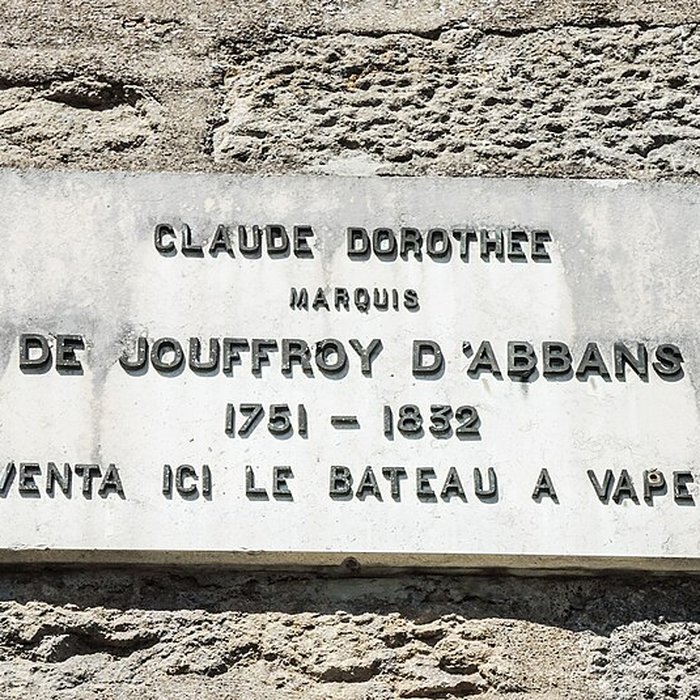 CLAUDE DOROTHEE
MARQUIS
DE JOUFFROY D'ABBANS
1751 - 1832
VENTA ICI LE BATEAU A VAPE